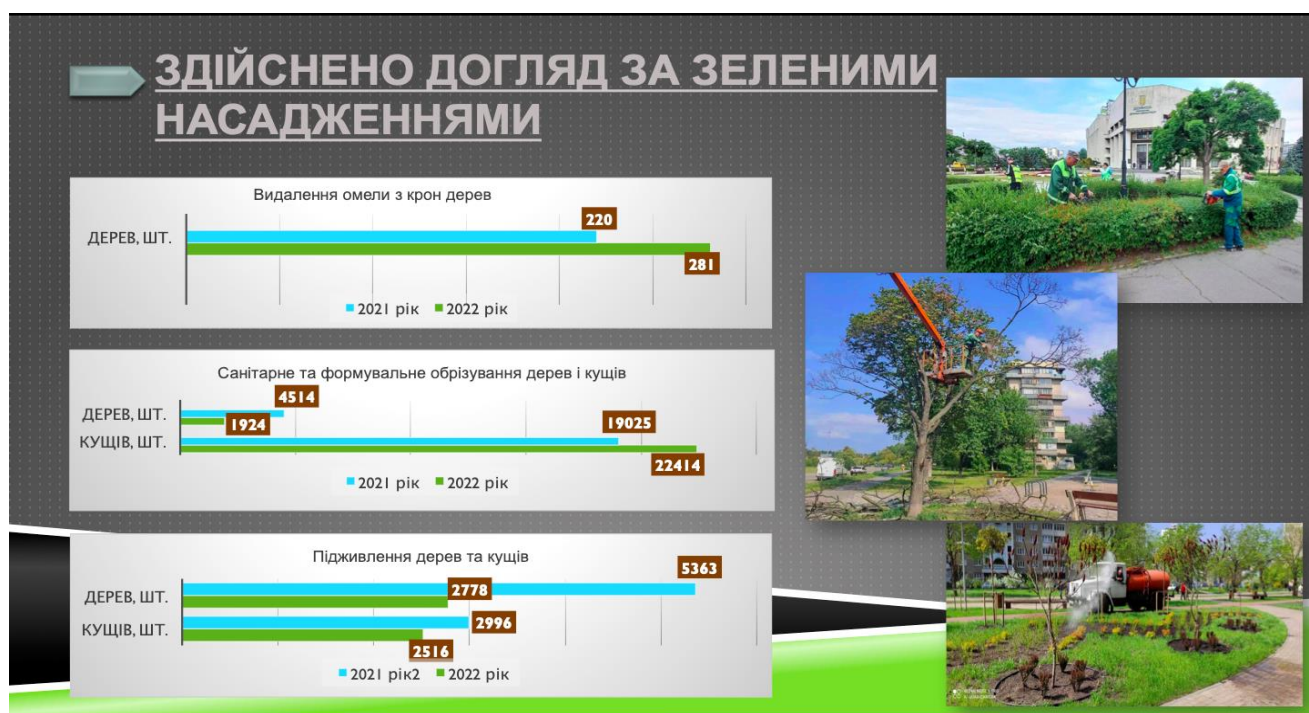 ЗДІЙСНЕНО ДОГЛЯД ЗА ЗЕЛЕНИМИ
НАСАДЖЕННЯМИ
Видалення омели з крон дерев
ДЕРЕВ, ШТ.
220
281
2021 рік 2022 рік
Санітарне та формувальне обрізування дерев і кущів
4514
ДЕРЕВ, ШТ.
1924
19025
КУЩІВ, ШТ.
22414
2021 рік 2022 рік
Підживлення дерев та кущів
5363
ДЕРЕВ, ШТ.
2778
2996
КУЩІВ, ШТ.
2516
2021 рік2 2022 рік